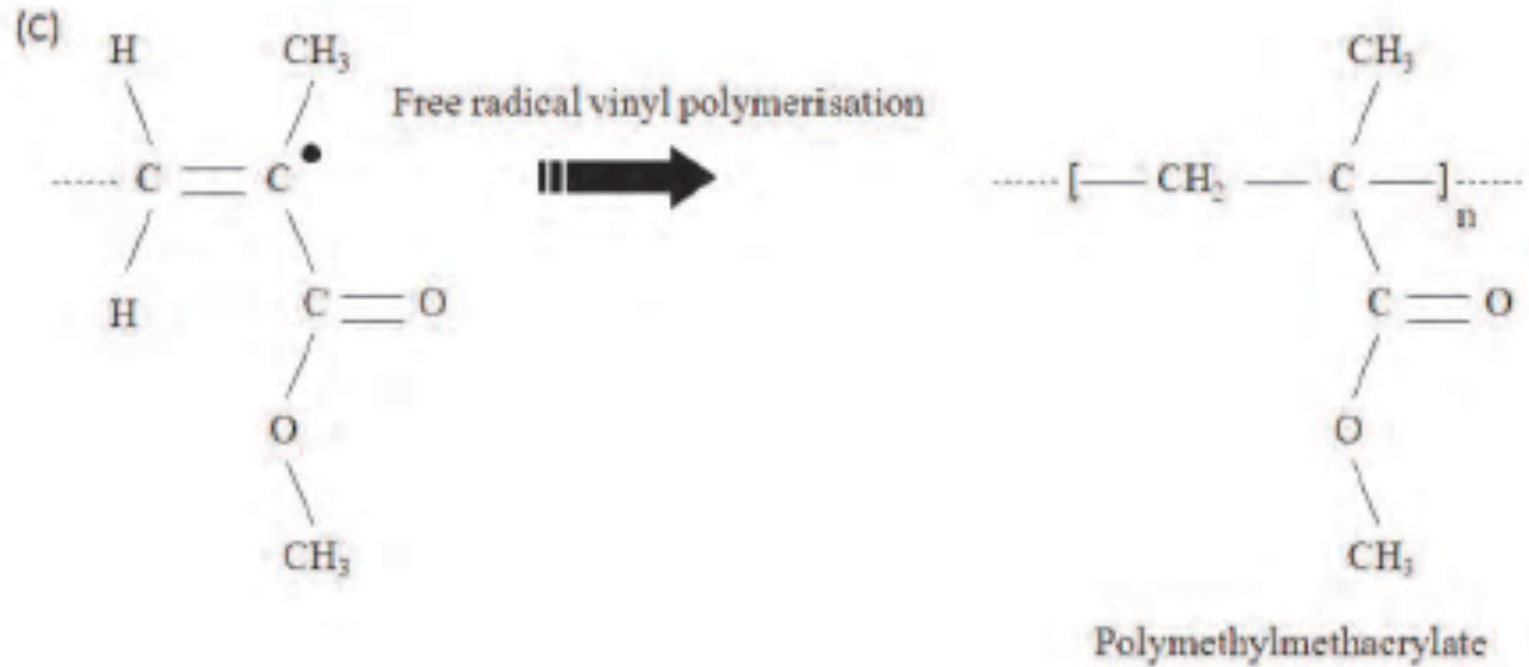 (C)
H CH₃ CH₃
Free radical vinyl polymerisation
C C [ CH₂ C ]n
H C O C O
O O
CH₃ CH₃
Polymethylmethacrylate